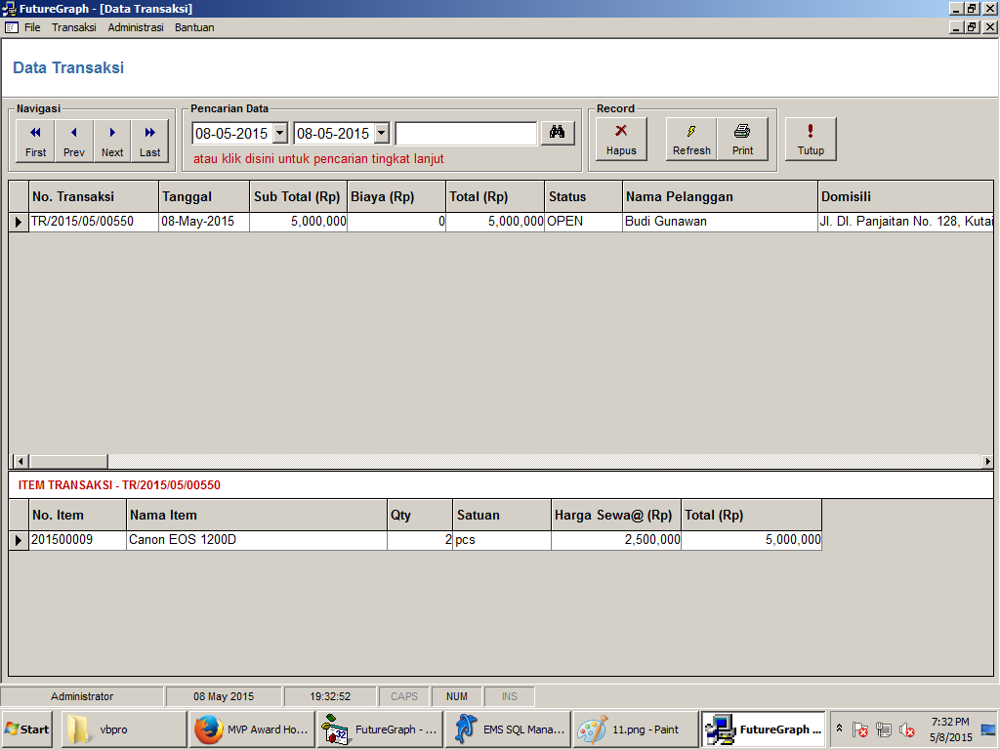 FutureGraph - [Data Transaksi]
File Transaksi Administrasi Bantuan
Data Transaksi
Navigasi
First Prev Next Last
Pencarian Data
08-05-2015 08-05-2015
atau klik disini untuk pencarian tingkat lanjut
Record
Hapus Refresh Print
Tutup
No. Transaksi Tanggal Sub Total (Rp) Biaya (Rp) Total (Rp) Status Nama Pelanggan Domisili
TR/2015/05/00550 08-May-2015 5,000,000 0 5,000,000 OPEN Budi Gunawan Jl. DI. Panjaitan No. 128, Kutai
ITEM TRANSAKSI - TR/2015/05/00550
No. Item Nama Item Qty Satuan Harga Sewa@ (Rp) Total (Rp)
201500009 Canon EOS 1200D 2 pcs 2,500,000 5,000,000
Administrator 08 May 2015 19:32:52 CAPS NUM INS
Start vbpro MVP Award Ho... FutureGraph - ... EMS SQL Mana... 11.png - Paint FutureGraph ... 7:32 PM
5/8/2015